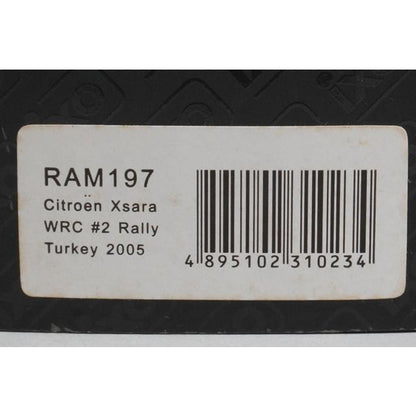 RAM197
Citroën Xsara
WRC #2 Rally
Turkey 2005
4 895102 310234